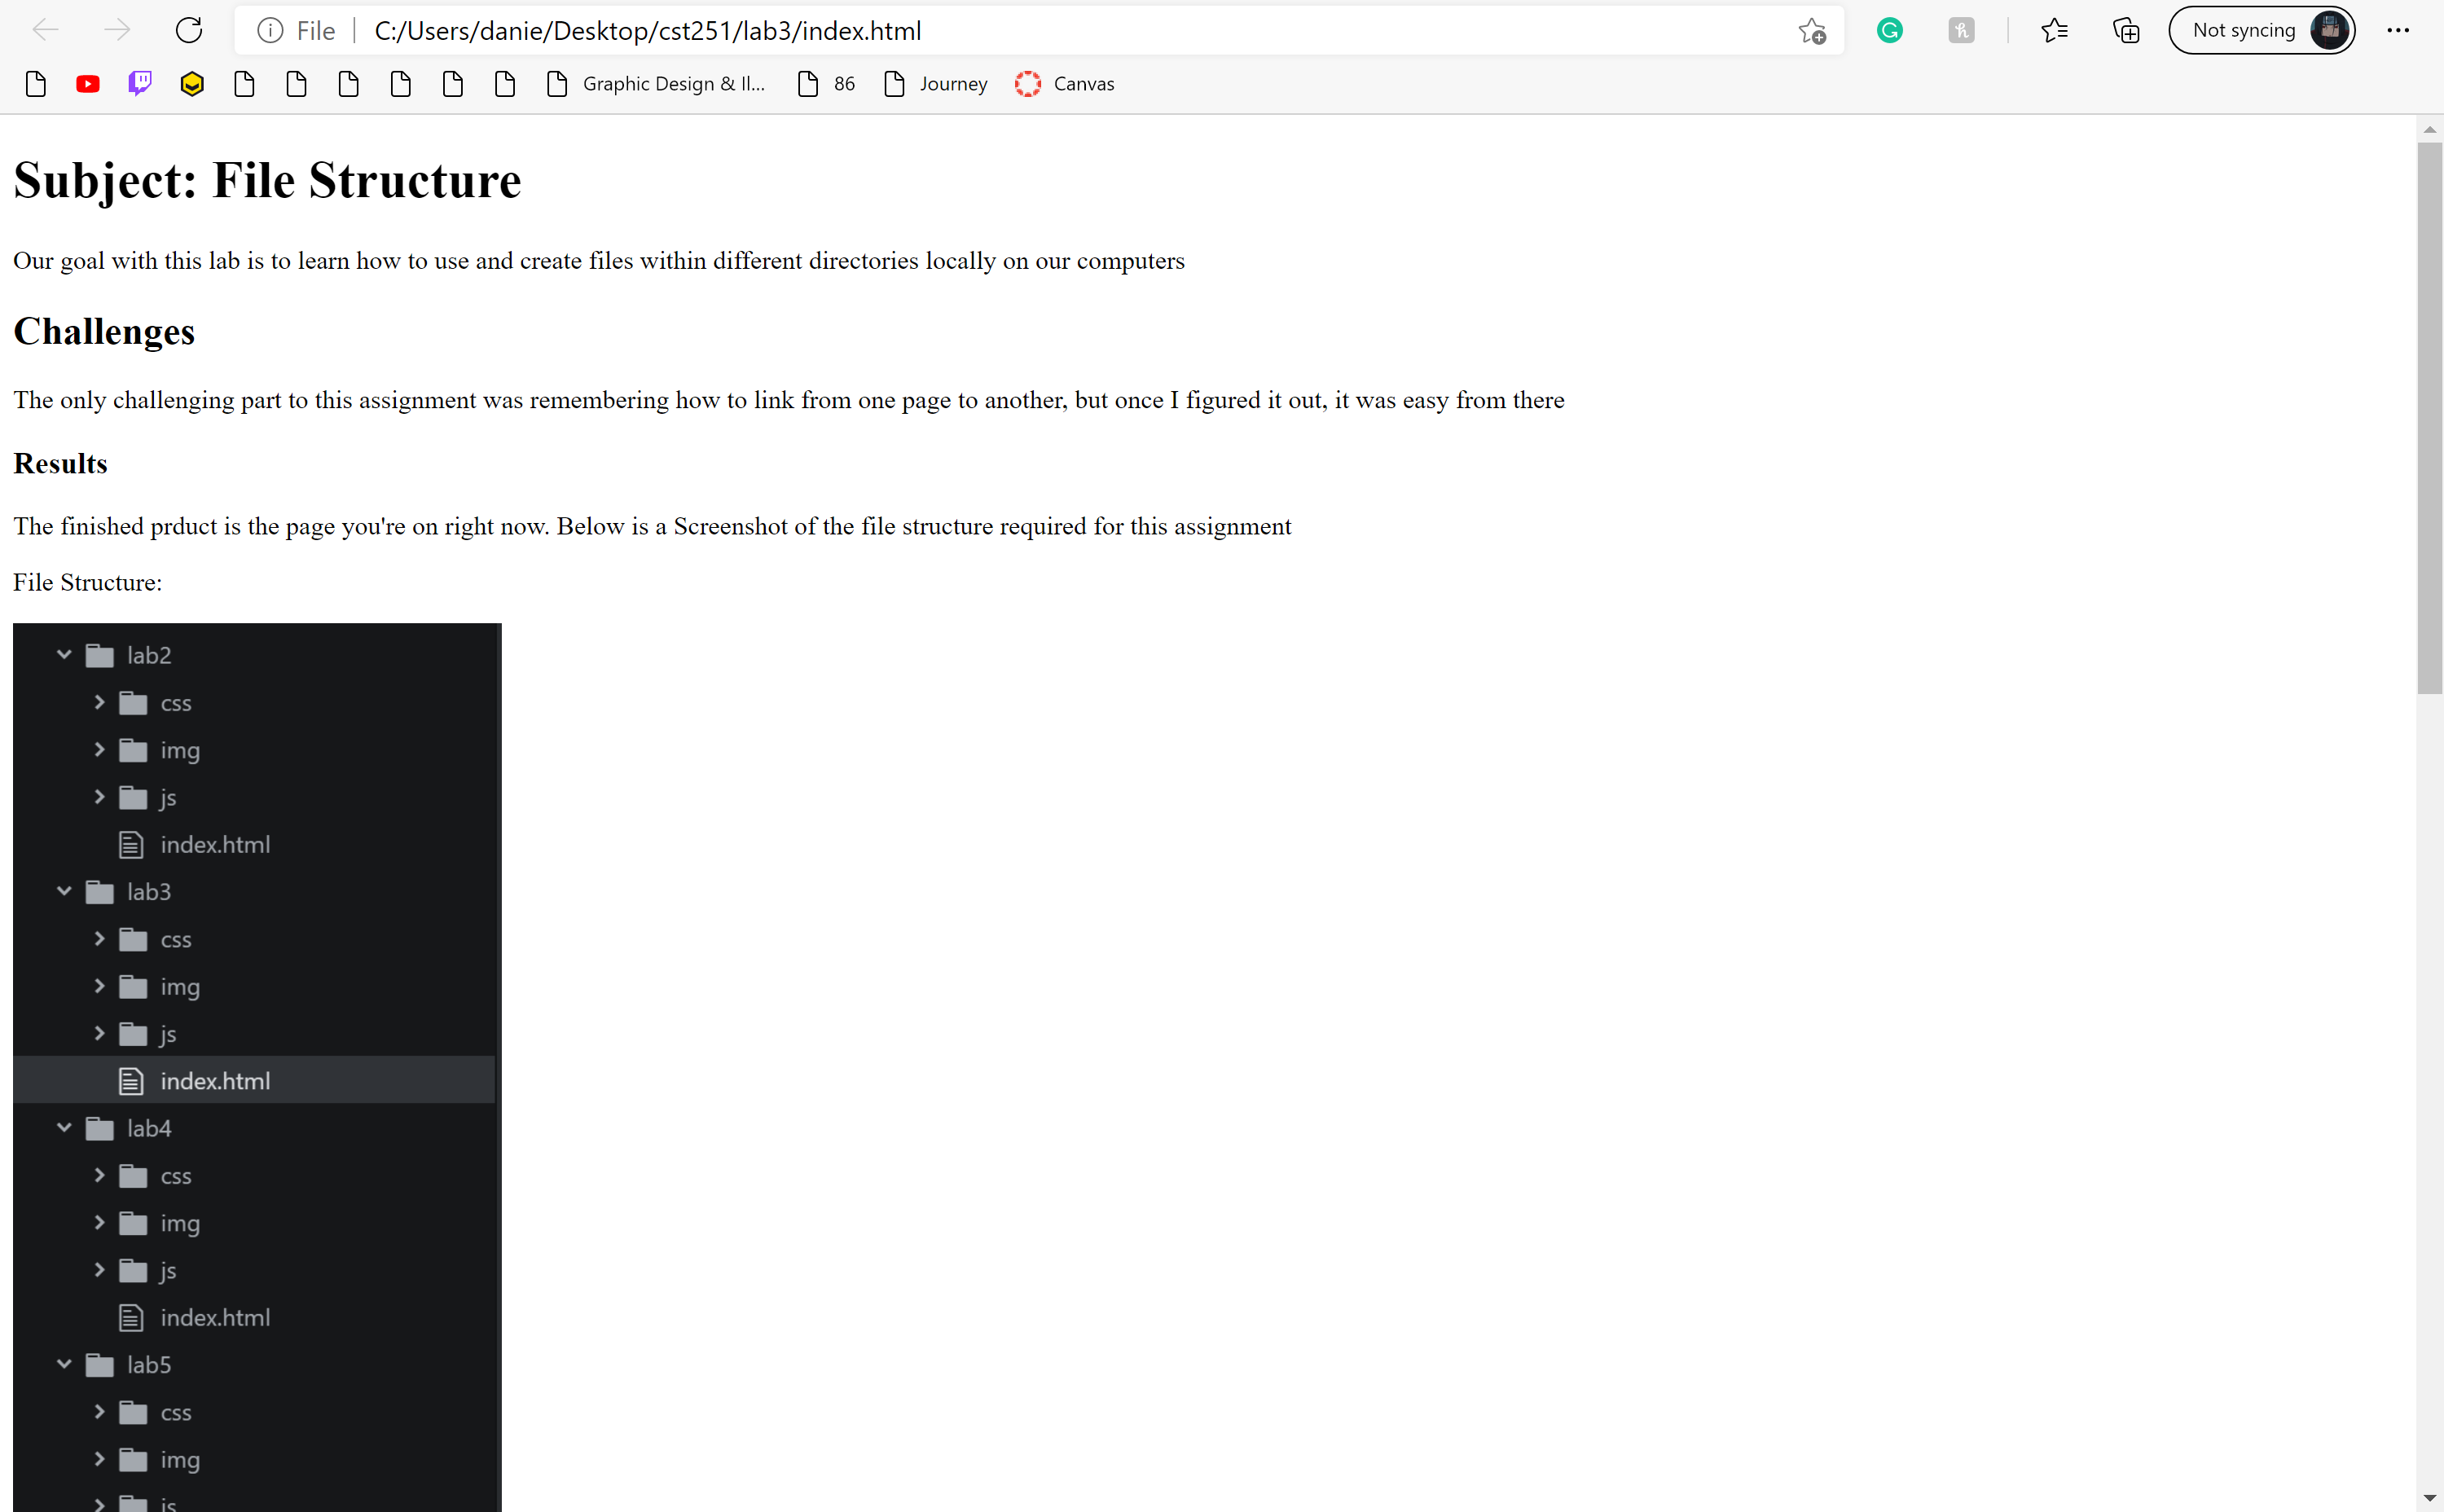 File C:/Users/danie/Desktop/cst251/lab3/index.html Not syncing
Graphic Design & Il... 86 Journey Canvas
Subject: File Structure
Our goal with this lab is to learn how to use and create files within different directories locally on our computers
Challenges
The only challenging part to this assignment was remembering how to link from one page to another, but once I figured it out, it was easy from there
Results
The finished prduct is the page you're on right now. Below is a Screenshot of the file structure required for this assignment
File Structure:
lab2
css
img
js
index.html
lab3
css
img
js
index.html
lab4
css
img
js
index.html
lab5
css
img
js